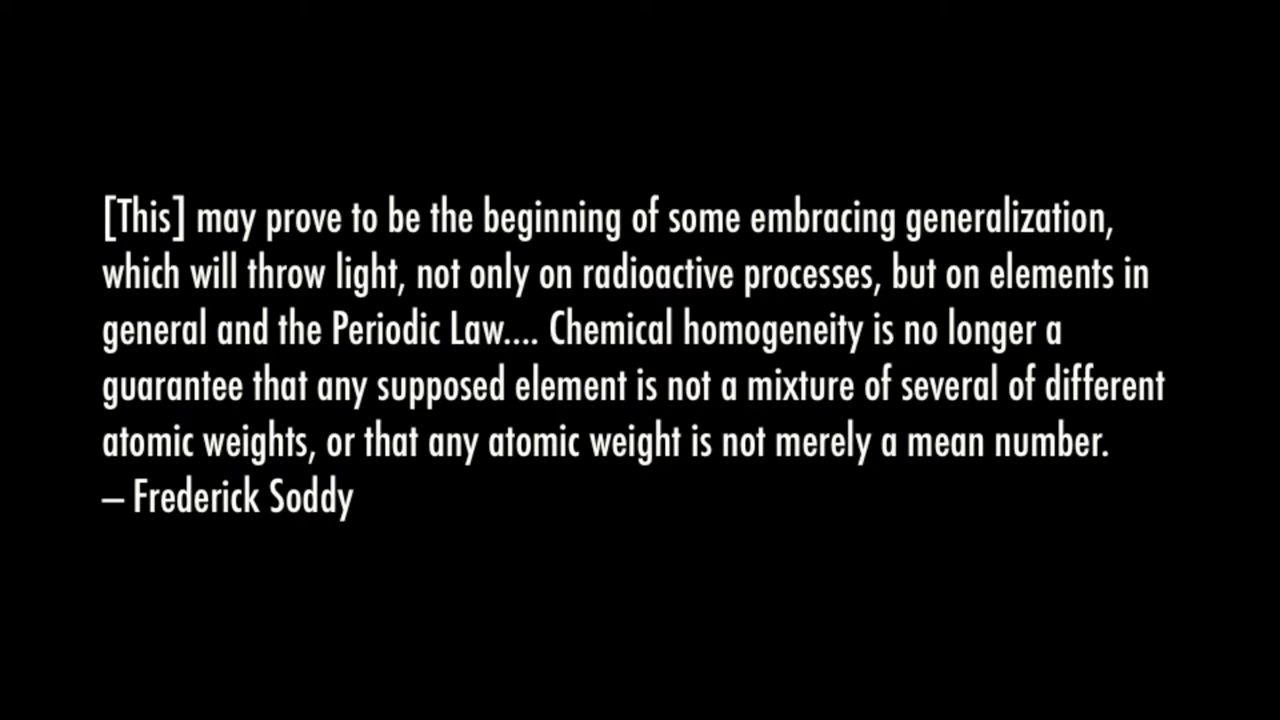 [This] may prove to be the beginning of some embracing generalization,
which will throw light, not only on radioactive processes, but on elements in
general and the Periodic Law.... Chemical homogeneity is no longer a
guarantee that any supposed element is not a mixture of several of different
atomic weights, or that any atomic weight is not merely a mean number.
– Frederick Soddy